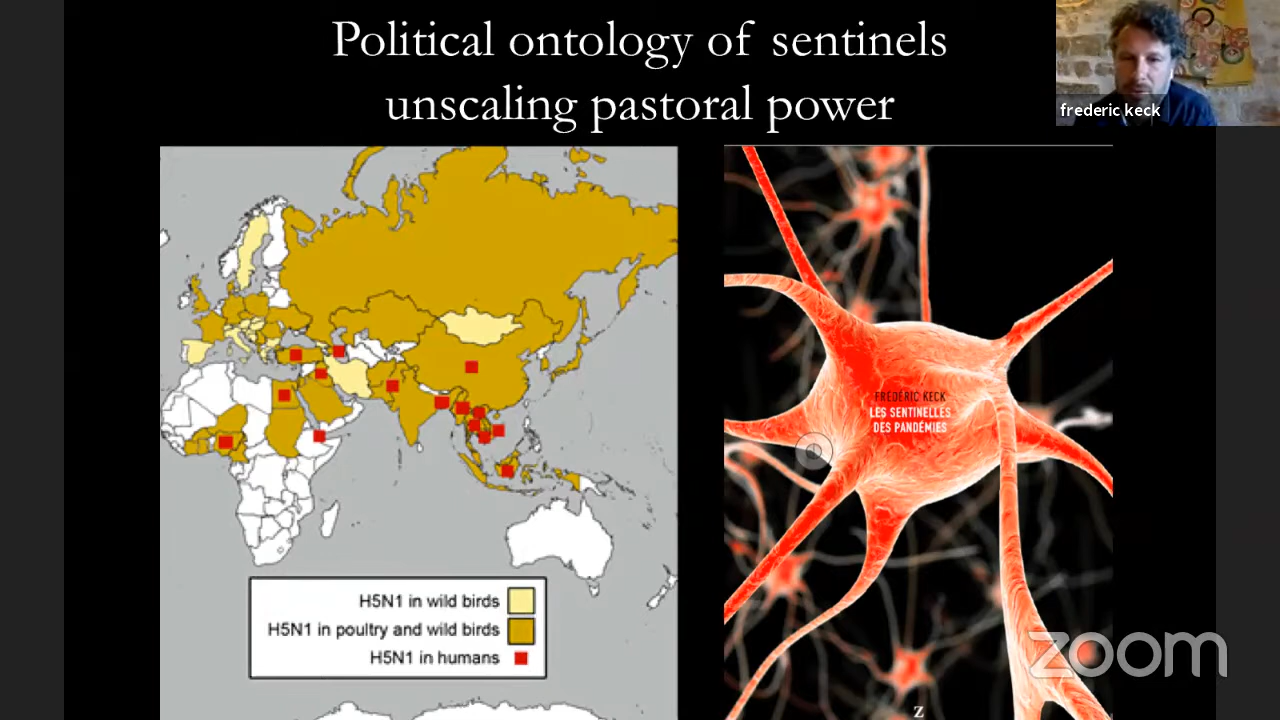 Political ontology of sentinels
unscaling pastoral power
frederic keck
H5N1 in wild birds
H5N1 in poultry and wild birds
H5N1 in humans
FRÉDÉRIC KECK
LES SENTINELLES
DES PANDÉMIES
Z
zoom